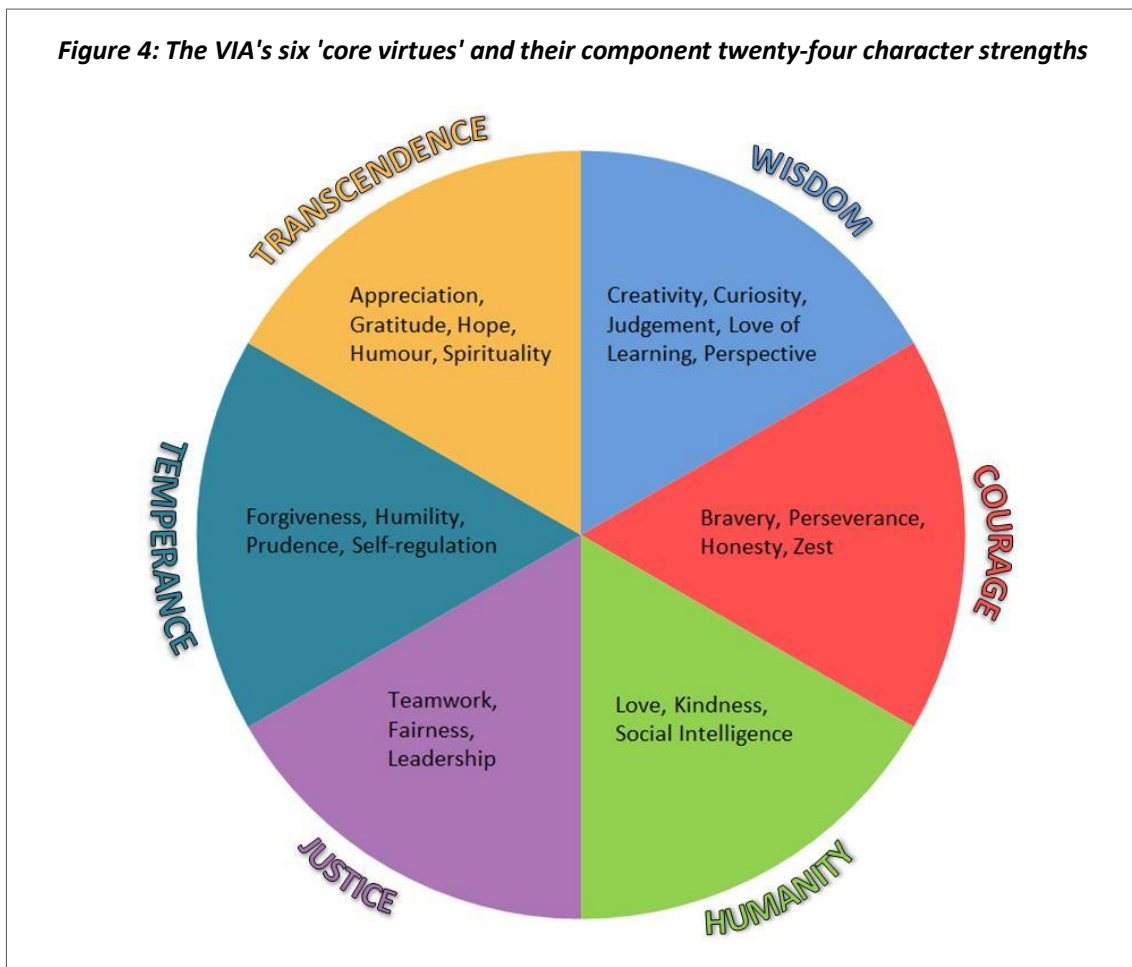 Figure 4: The VIA's six 'core virtues' and their component twenty-four character strengths
TRANSCENDENCE
WISDOM
Appreciation,
Gratitude, Hope,
Humour, Spirituality
Creativity, Curiosity,
Judgement, Love of
Learning, Perspective
TEMPERANCE
COURAGE
Forgiveness, Humility,
Prudence, Self-regulation
Bravery, Perseverance,
Honesty, Zest
Teamwork,
Fairness,
Leadership
Love, Kindness,
Social Intelligence
JUSTICE
HUMANITY